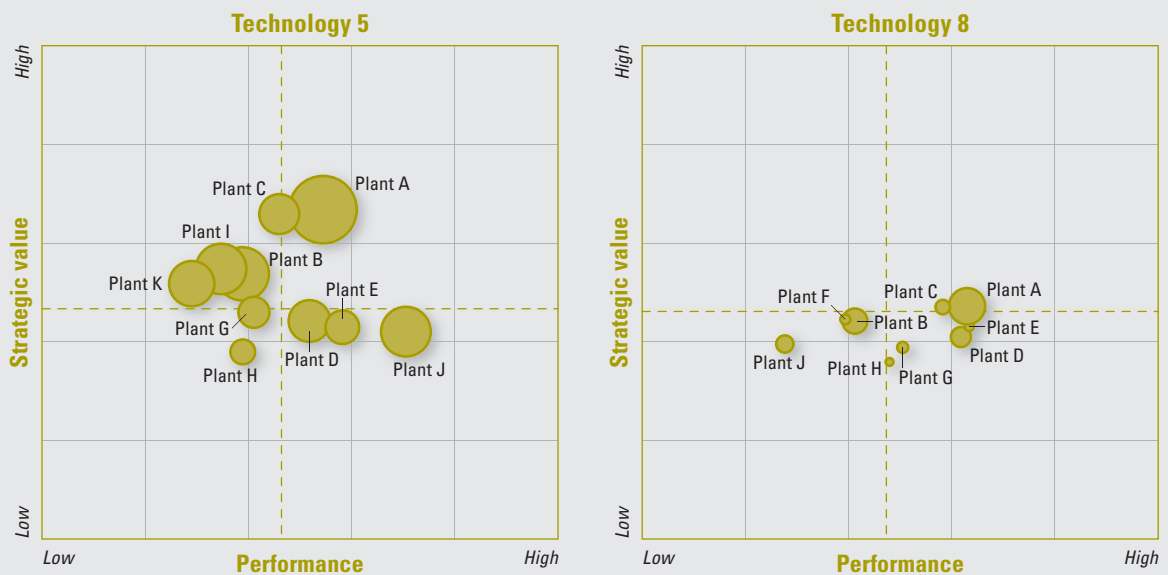 Technology 5
High
Plant C
Plant A
Plant I
Plant B
Plant K
Plant E
Plant G
Plant D
Plant H
Plant J
Strategic value
Low
Low
Performance
High
Technology 8
High
Plant F
Plant C
Plant A
Plant B
Plant E
Plant J
Plant H
Plant G
Plant D
Strategic value
Low
Low
Performance
High